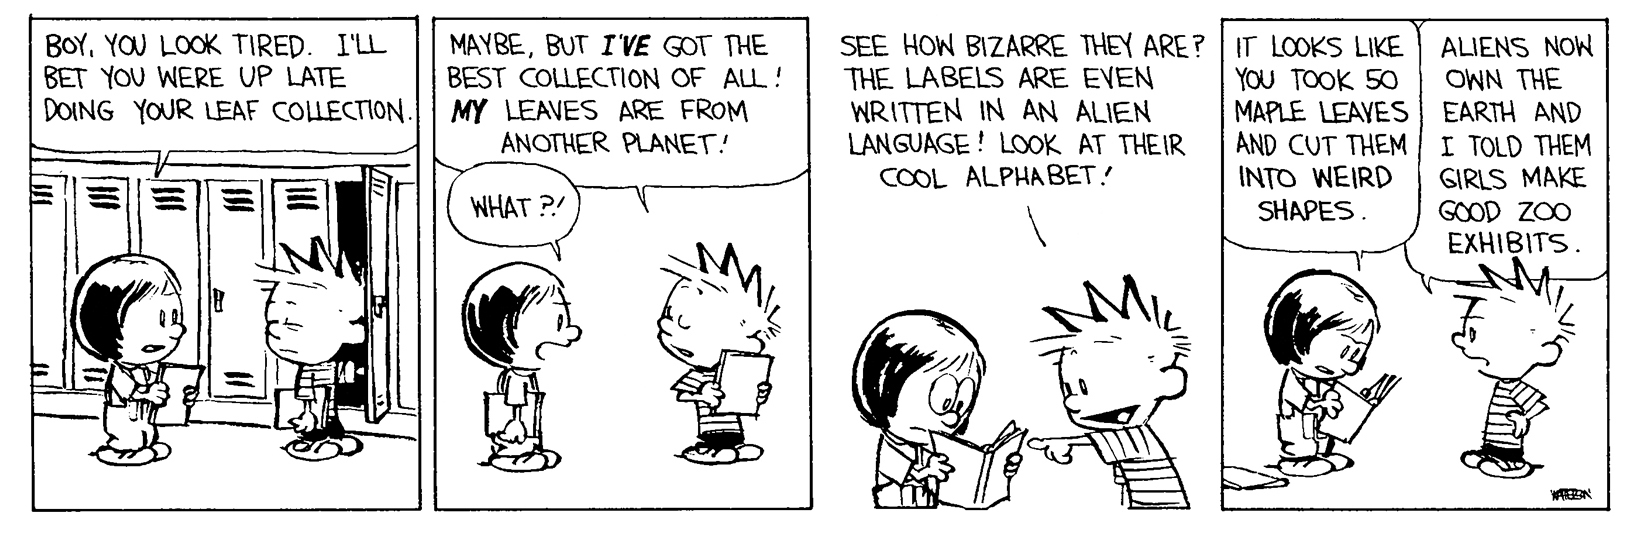 BOY, YOU LOOK TIRED. I'LL
BET YOU WERE UP LATE
DOING YOUR LEAF COLLECTION.
MAYBE, BUT I'VE GOT THE
BEST COLLECTION OF ALL!
MY LEAVES ARE FROM
ANOTHER PLANET!
WHAT?!
SEE HOW BIZARRE THEY ARE?
THE LABELS ARE EVEN
WRITTEN IN AN ALIEN
LANGUAGE! LOOK AT THEIR
COOL ALPHABET!
IT LOOKS LIKE
YOU TOOK 50
MAPLE LEAVES
AND CUT THEM
INTO WEIRD
SHAPES.
ALIENS NOW
OWN THE
EARTH AND
I TOLD THEM
GIRLS MAKE
GOOD ZOO
EXHIBITS.
WATTERSON